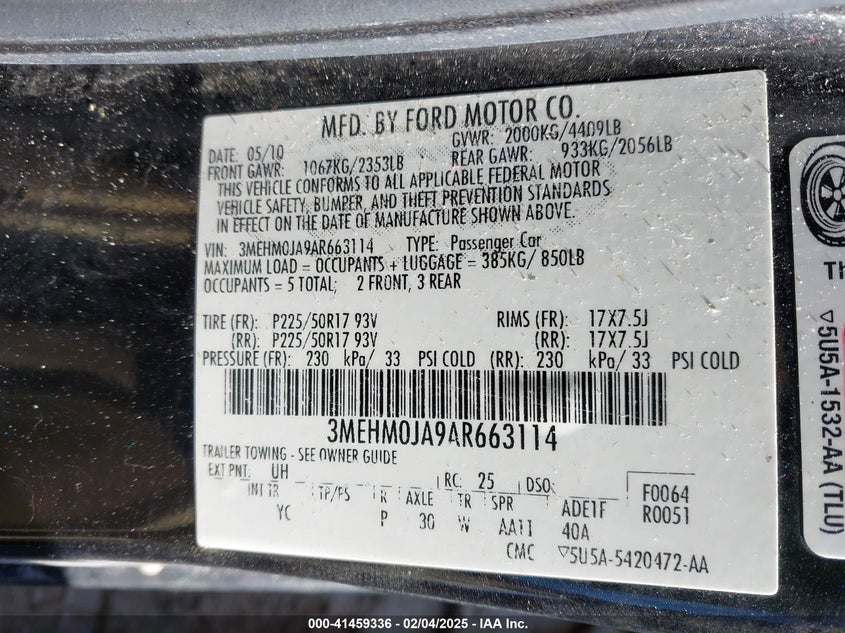 MFD. BY FORD MOTOR CO.
DATE: 05/10 GVWR: 2000KG/4409LB
FRONT GAWR: 1067KG/2353LB REAR GAWR: 933KG/2056LB
THIS VEHICLE CONFORMS TO ALL APPLICABLE FEDERAL MOTOR
VEHICLE SAFETY, BUMPER, AND THEFT PREVENTION STANDARDS
IN EFFECT ON THE DATE OF MANUFACTURE SHOWN ABOVE.
VIN: 3MEHM0JA9AR663114 TYPE: Passenger Car
MAXIMUM LOAD = OCCUPANTS + LUGGAGE = 385KG/ 850LB
OCCUPANTS = 5 TOTAL; 2 FRONT, 3 REAR
TIRE (FR): P225/50R17 93V RIMS (FR): 17X7.5J
(RR): P225/50R17 93V (RR): 17X7.5J
PRESSURE (FR): 230 kPa/ 33 PSI COLD (RR): 230 kPa/ 33 PSI COLD
3MEHM0JA9AR663114
TRAILER TOWING - SEE OWNER GUIDE
EXT PNT: UH RC: 25 DSO: F0064
INT TR TP/PS R AXLE TR SPR ADE1F R0051
YC P 30 W AA11 40A
CMC ▽5U5A-5420472-AA
Th
▽5U5A-1532-AA (TLU)
000-41459336 - 02/04/2025 - IAA Inc.